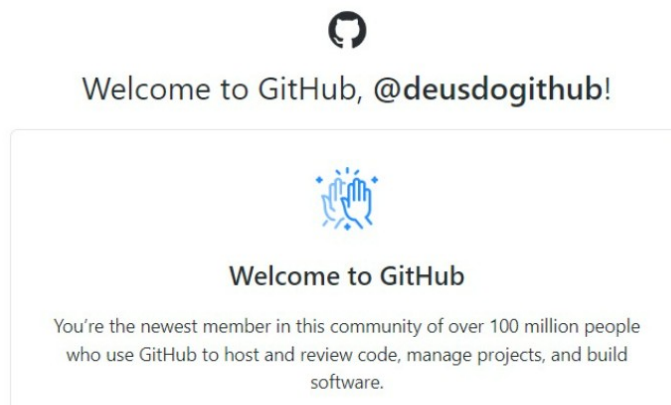 Welcome to GitHub, @deusdogithub!
Welcome to GitHub
You're the newest member in this community of over 100 million people
who use GitHub to host and review code, manage projects, and build
software.